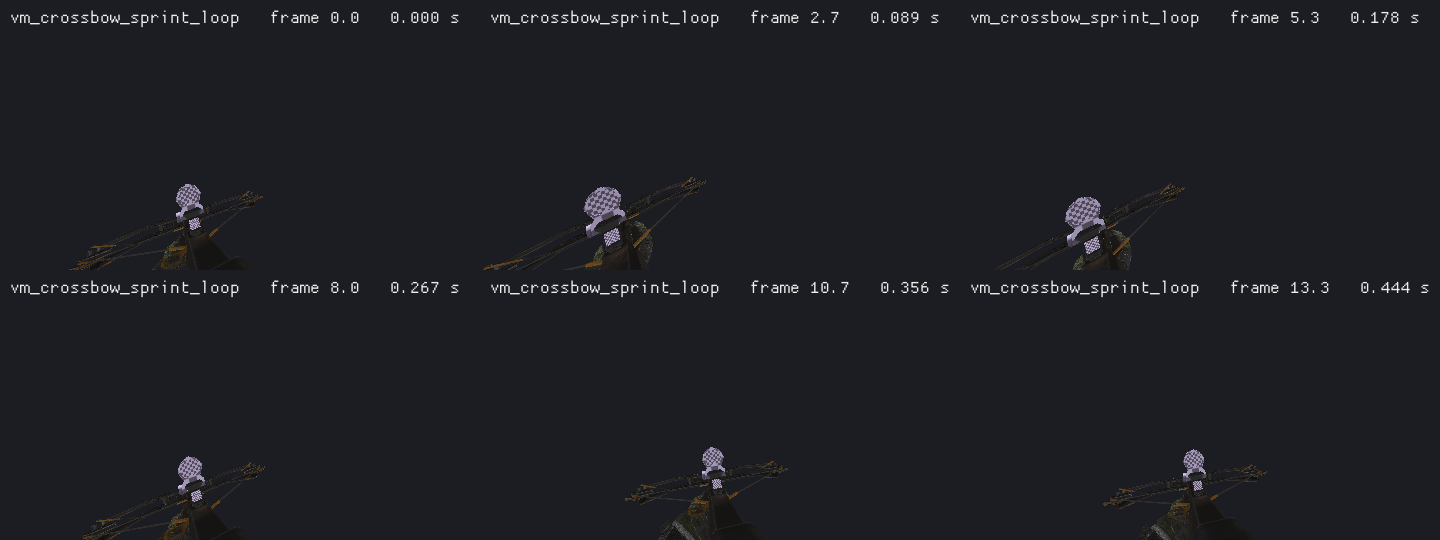 vm_crossbow_sprint_loop frame 0.0 0.000 s
vm_crossbow_sprint_loop frame 2.7 0.089 s
vm_crossbow_sprint_loop frame 5.3 0.178 s
vm_crossbow_sprint_loop frame 8.0 0.267 s
vm_crossbow_sprint_loop frame 10.7 0.356 s
vm_crossbow_sprint_loop frame 13.3 0.444 s